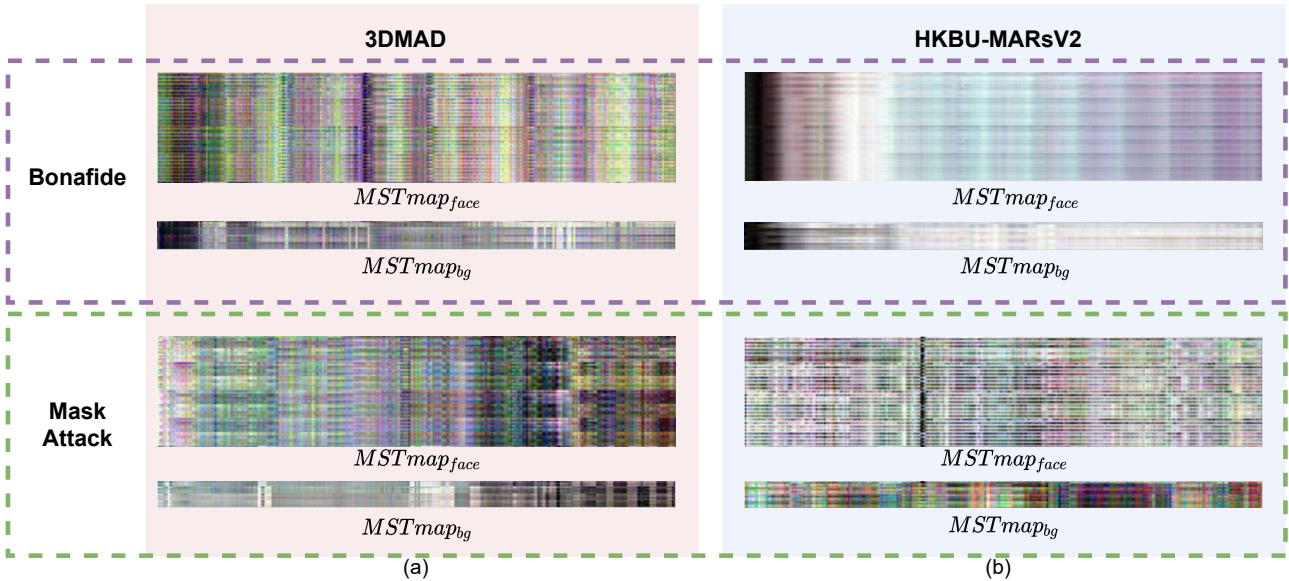 3DMAD
HKBU-MARsV2
Bonafide
MSTmap_face
MSTmap_face
MSTmap_bg
MSTmap_bg
Mask
Attack
MSTmap_face
MSTmap_face
MSTmap_bg
MSTmap_bg
(a)
(b)